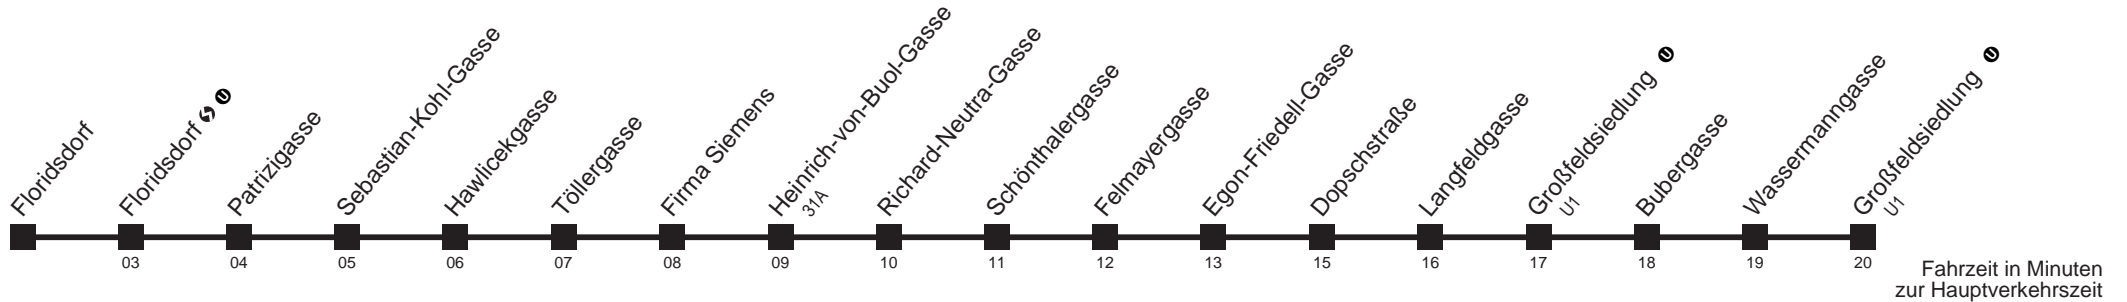 Floridsdorf
Floridsdorf U
Patrizigasse
Sebastian-Kohl-Gasse
Hawlicekgasse
Töllergasse
Firma Siemens
Heinrich-von-Buol-Gasse
31A
Richard-Neutra-Gasse
Schönthalergasse
Felmayergasse
Egon-Friedell-Gasse
Dopschstraße
Langfeldgasse
Großfeldsiedlung U
U1
Bubergasse
Wassermanngasse
Großfeldsiedlung U
U1
03 04 05 06 07 08 09 10 11 12 13 15 16 17 18 19 20
Fahrzeit in Minuten
zur Hauptverkehrszeit